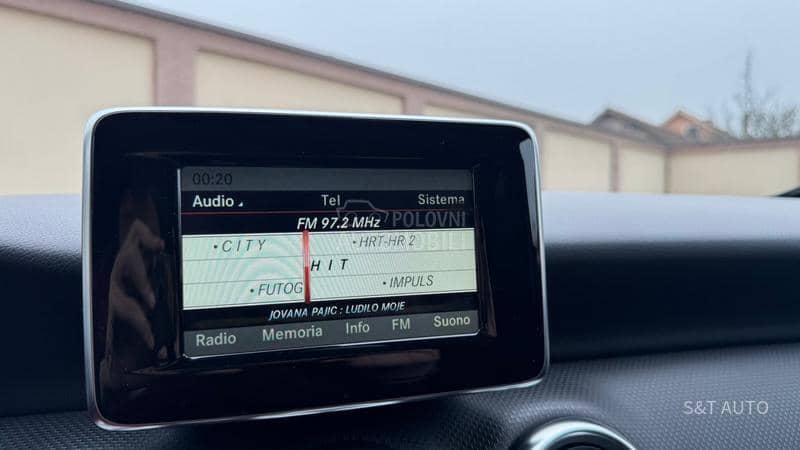 00:20
Audio Tel Sistema
FM 97.2 MHz
POLOVNI
•CITY •HRT-HR 2
HIT
•FUTOG •IMPULS
JOVANA PAJIC : LUDILO MOJE
Radio Memoria Info FM Suono
S&T AUTO